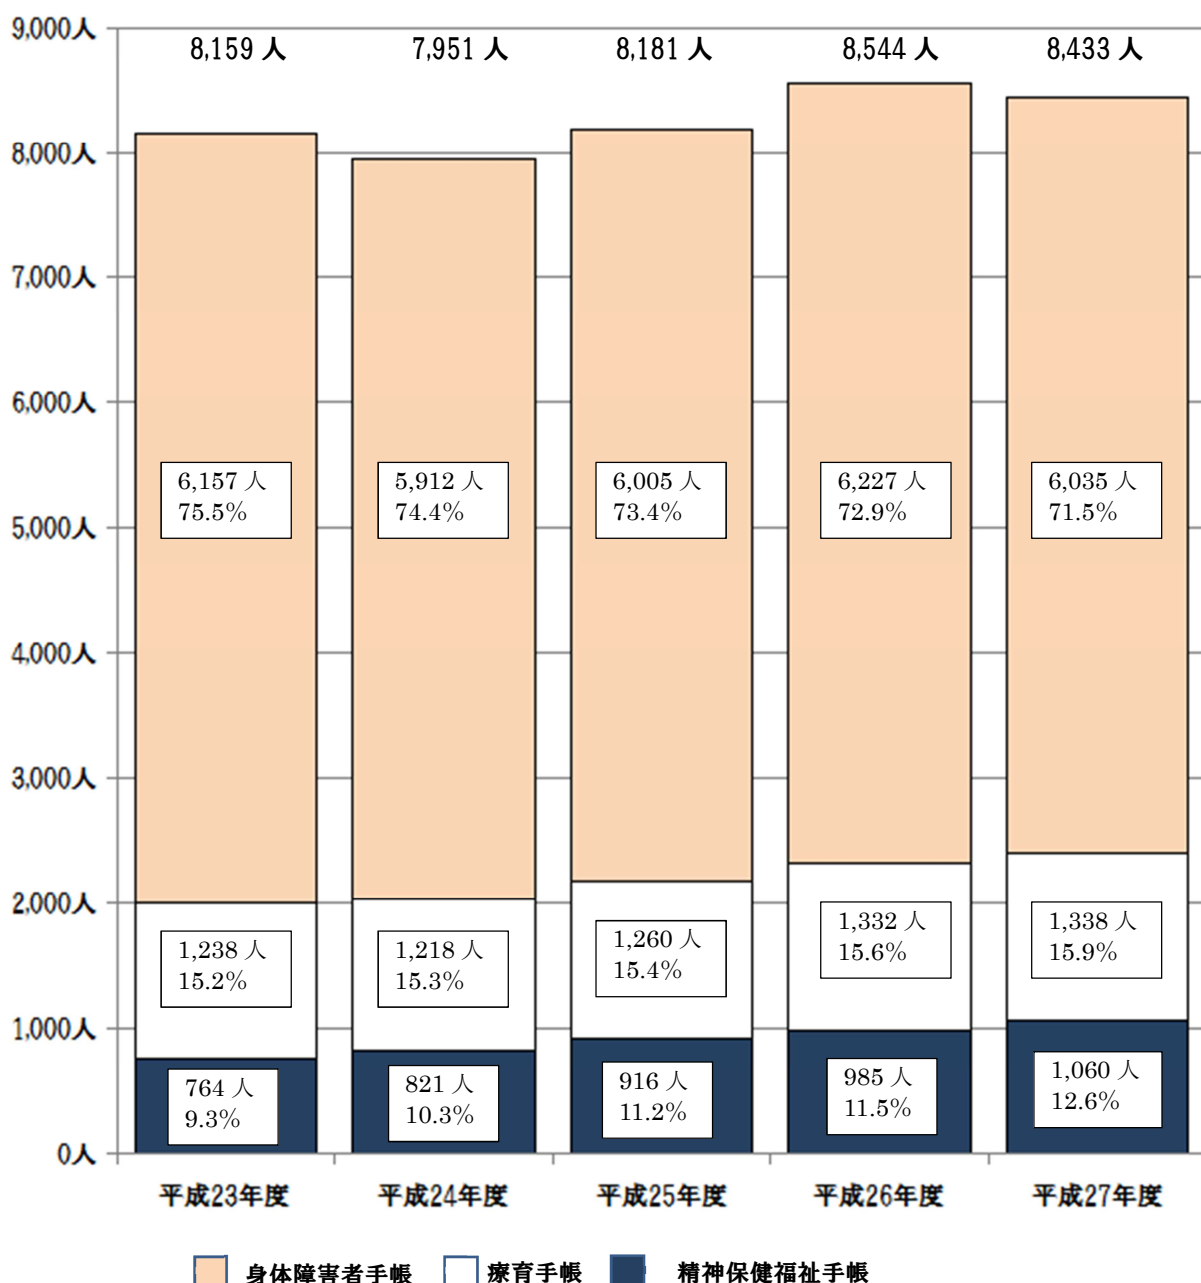 9,000人
8,159 人 7,951 人 8,181 人 8,544 人 8,433 人
8,000人
7,000人
6,000人
6,157 人 5,912 人 6,005 人 6,227 人 6,035 人
75.5% 74.4% 73.4% 72.9% 71.5%
5,000人
4,000人
3,000人
2,000人
1,238 人 1,218 人 1,260 人 1,332 人 1,338 人
15.2% 15.3% 15.4% 15.6% 15.9%
1,000人
764 人 821 人 916 人 985 人 1,060 人
9.3% 10.3% 11.2% 11.5% 12.6%
0人
平成23年度 平成24年度 平成25年度 平成26年度 平成27年度
身体障害者手帳 療育手帳 精神保健福祉手帳